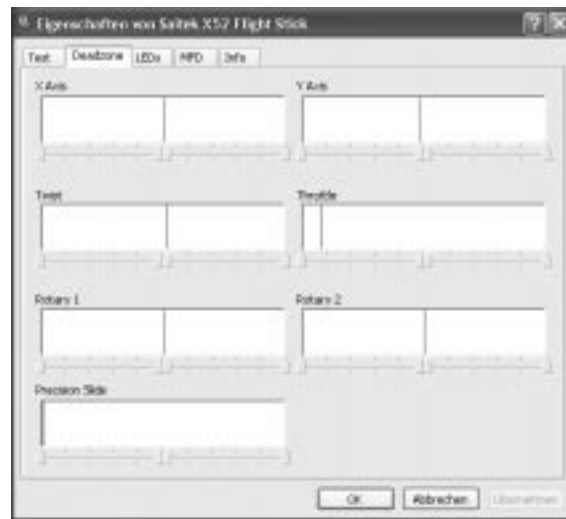 Eigenschaften von Saitek X52 Flight Stick
Test Deadzone LEDs MFD Info
X Axis Y Axis
Twist Throttle
Rotary 1 Rotary 2
Precision Slide
OK Abbrechen Übernehmen